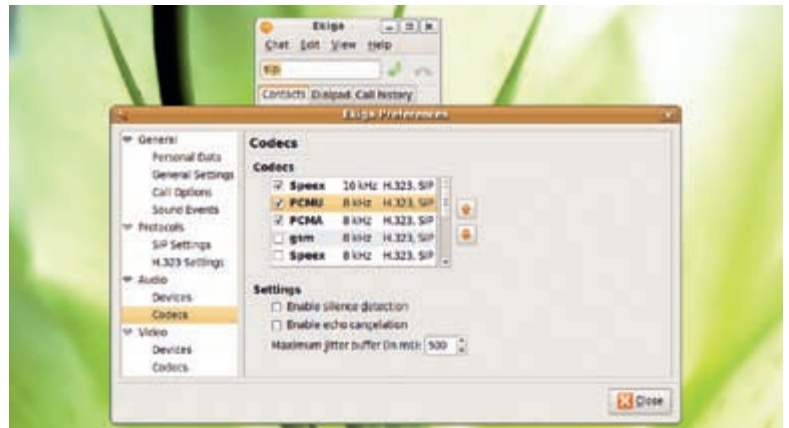 Ekiga
Chat Edit View Help
sip
Contacts Dialpad Call history
Ekiga Preferences
General
Personal Data
General Settings
Call Options
Sound Events
Protocols
SIP Settings
H.323 Settings
Audio
Devices
Codecs
Video
Devices
Codecs
Codecs
Codecs
Speex 16 kHz H.323, SIP
PCMU 8 kHz H.323, SIP
PCMA 8 kHz H.323, SIP
gsm 8 kHz H.323, SIP
Speex 8 kHz H.323, SIP
Settings
Enable silence detection
Enable echo cancelation
Maximum jitter buffer (in ms): 500
Close